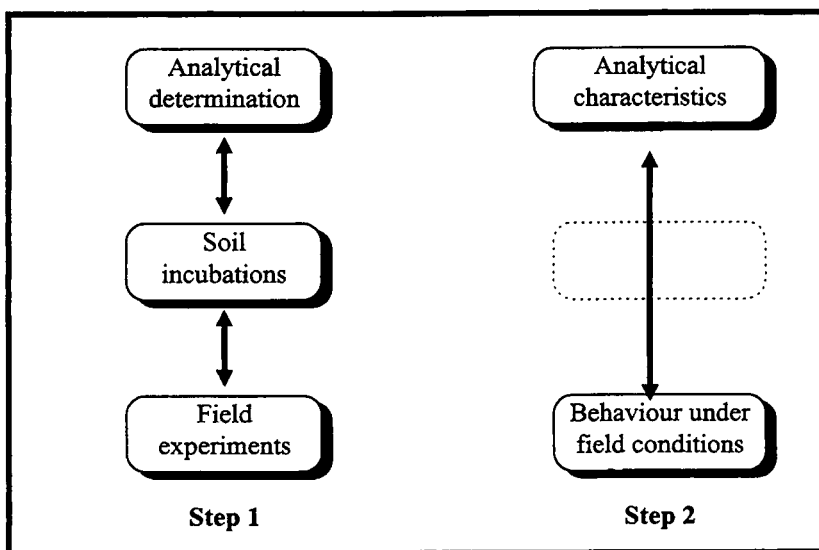 Analytical
determination
Soil
incubations
Field
experiments
Step 1
Analytical
characteristics
Behaviour under
field conditions
Step 2